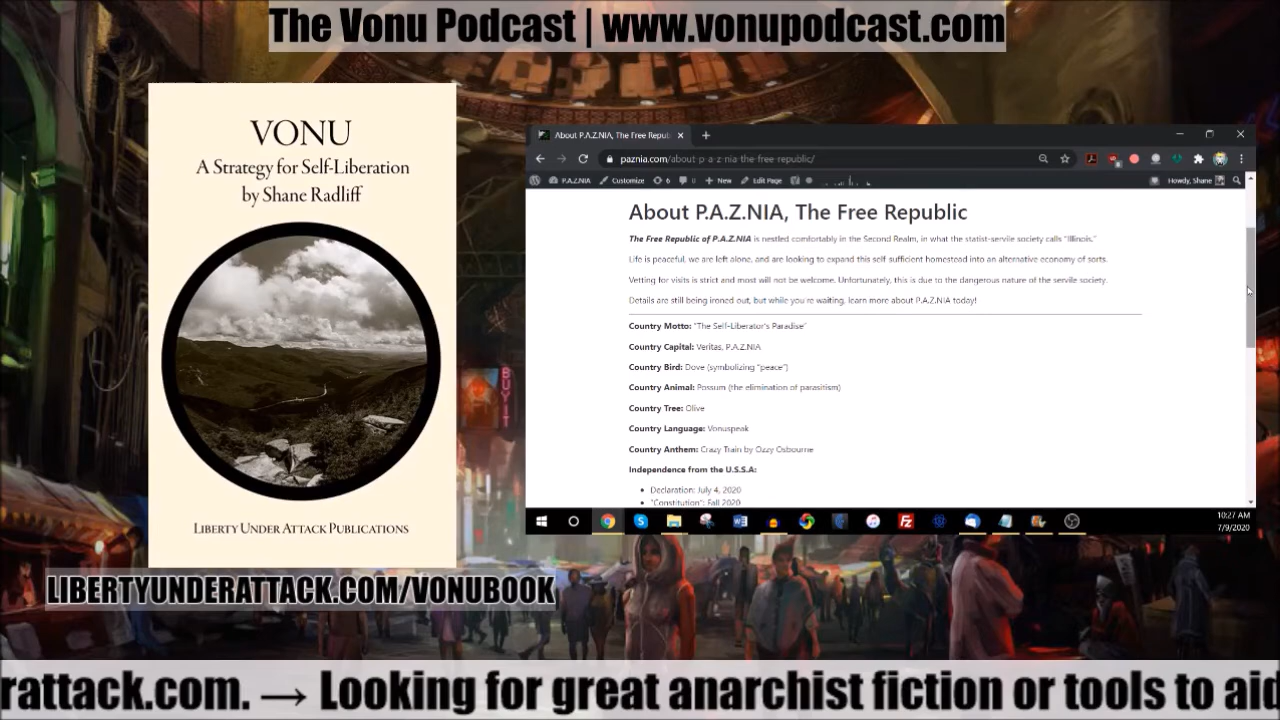 The Vonu Podcast | www.vonupodcast.com
VONU
A Strategy for Self-Liberation
by Shane Radliff
LIBERTY UNDER ATTACK PUBLICATIONS
LIBERTYUNDERATTACK.COM/VONUBOOK
About P.A.Z.NIA, The Free Repub
paznia.com/about-p-a-z-nia-the-free-republic/
P.A.Z.NIA Customize 6 0 + New Edit Page Howdy, Shane
About P.A.Z.NIA, The Free Republic
The Free Republic of P.A.Z.NIA is nestled comfortably in the Second Realm, in what the statist-servile society calls "Illinois."
Life is peaceful, we are left alone, and are looking to expand this self sufficient homestead into an alternative economy of sorts.
Vetting for visits is strict and most will not be welcome. Unfortunately, this is due to the dangerous nature of the servile society.
Details are still being ironed out, but while you're waiting, learn more about P.A.Z.NIA today!
Country Motto: "The Self-Liberator's Paradise"
Country Capital: Veritas, P.A.Z.NIA
Country Bird: Dove (symbolizing "peace")
Country Animal: Possum (the elimination of parasitism)
Country Tree: Olive
Country Language: Vonuspeak
Country Anthem: Crazy Train by Ozzy Osbourne
Independence from the U.S.S.A:
• Declaration: July 4, 2020
• "Constitution": Fall 2020
10:27 AM
7/9/2020
BUY IT
rattack.com. → Looking for great anarchist fiction or tools to aid